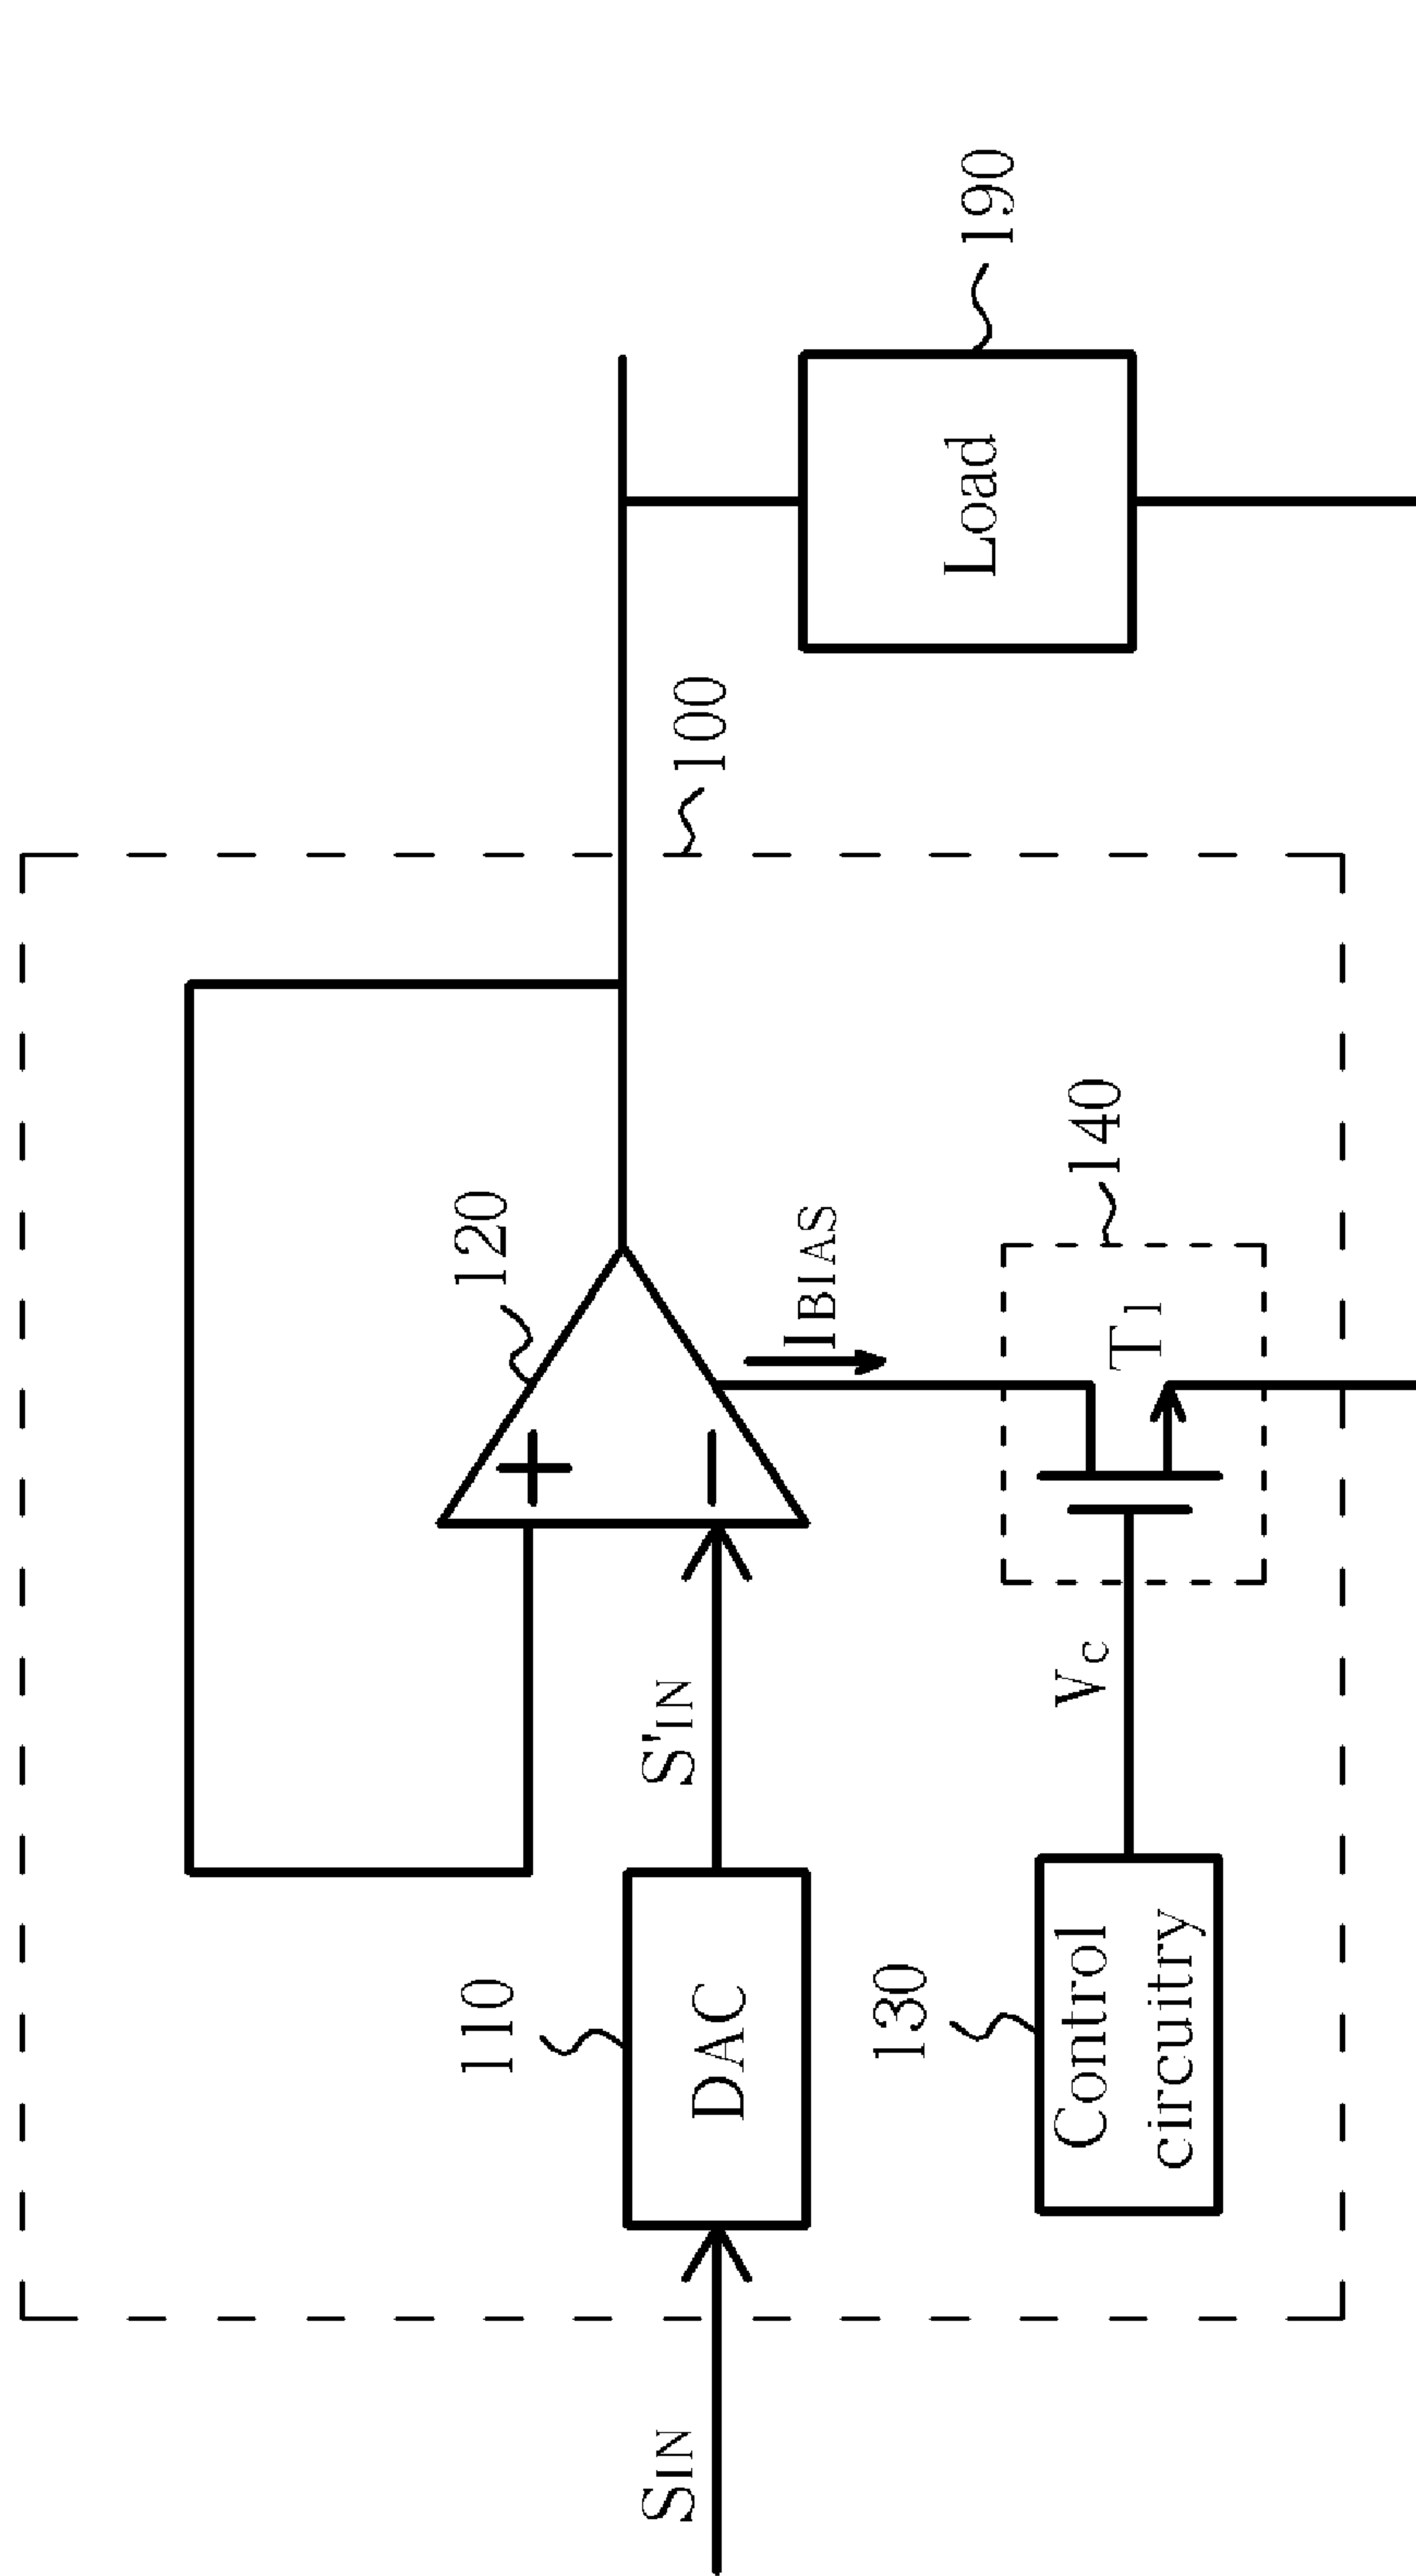 120
+
−
110
SIN
DAC
S'IN
100
190
Load
IBIAS
130
Control
circuitry
Vc
140
T1